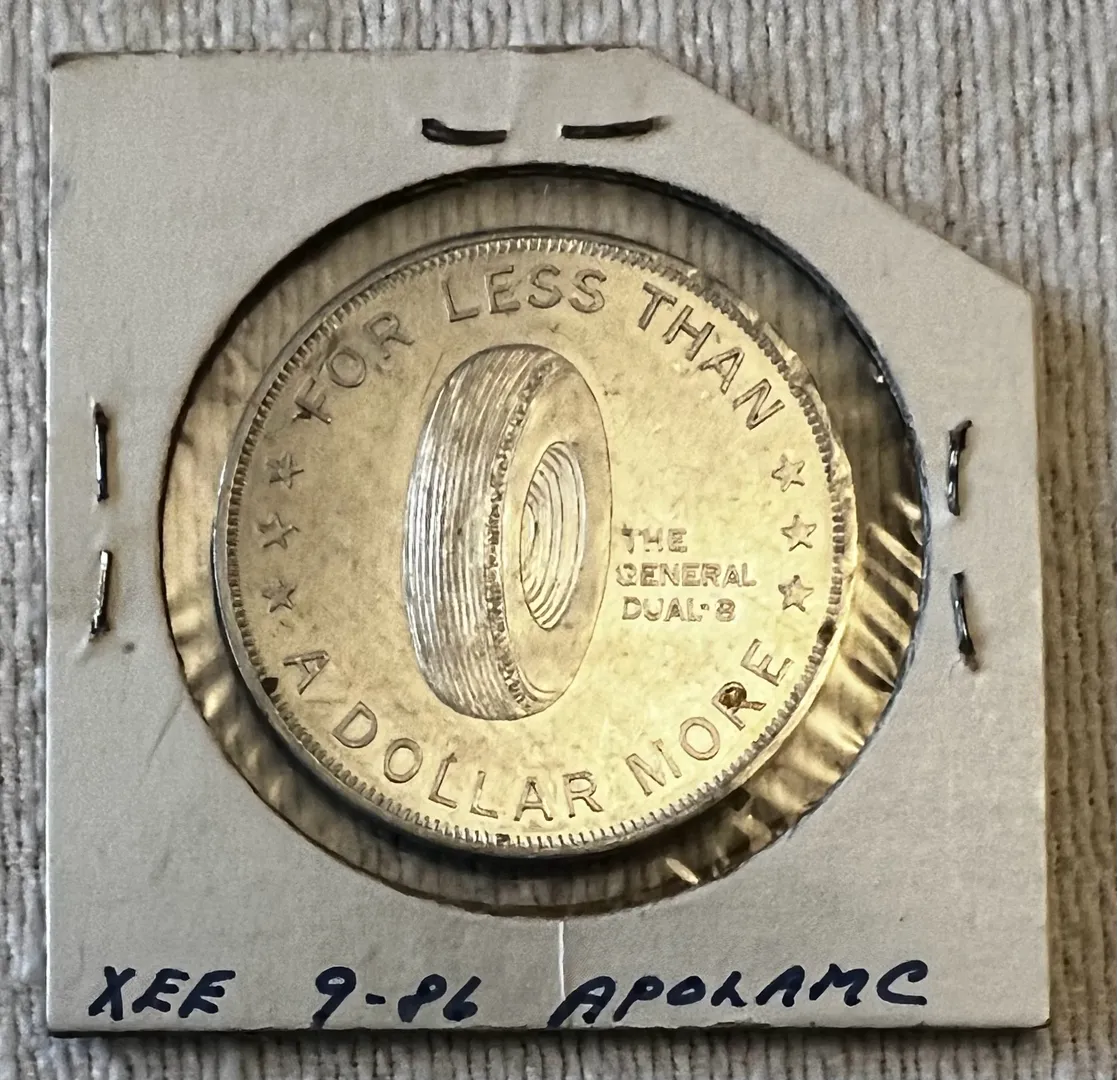 FOR LESS THAN
THE
GENERAL
DUAL-8
A DOLLAR MORE
XEE 9-86 APOLAMC